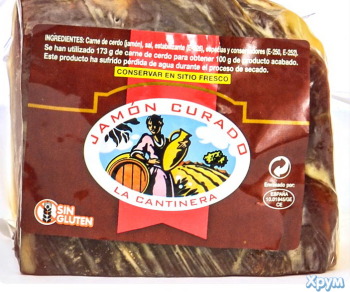 INGREDIENTES: Carne de cerdo (jamón), sal, estabilizante especias y conservadores (E-250, E-252).
Se han utilizado 173 g de carne de cerdo para obtener 100 g de producto acabado.
Este producto ha sufrido pérdida de agua durante el proceso de secado.
CONSERVAR EN SITIO FRESCO
JAMÓN CURADO
LA CANTINERA
SIN
GLUTEN
Envasado por:
ESPAÑA
CE
Хрум